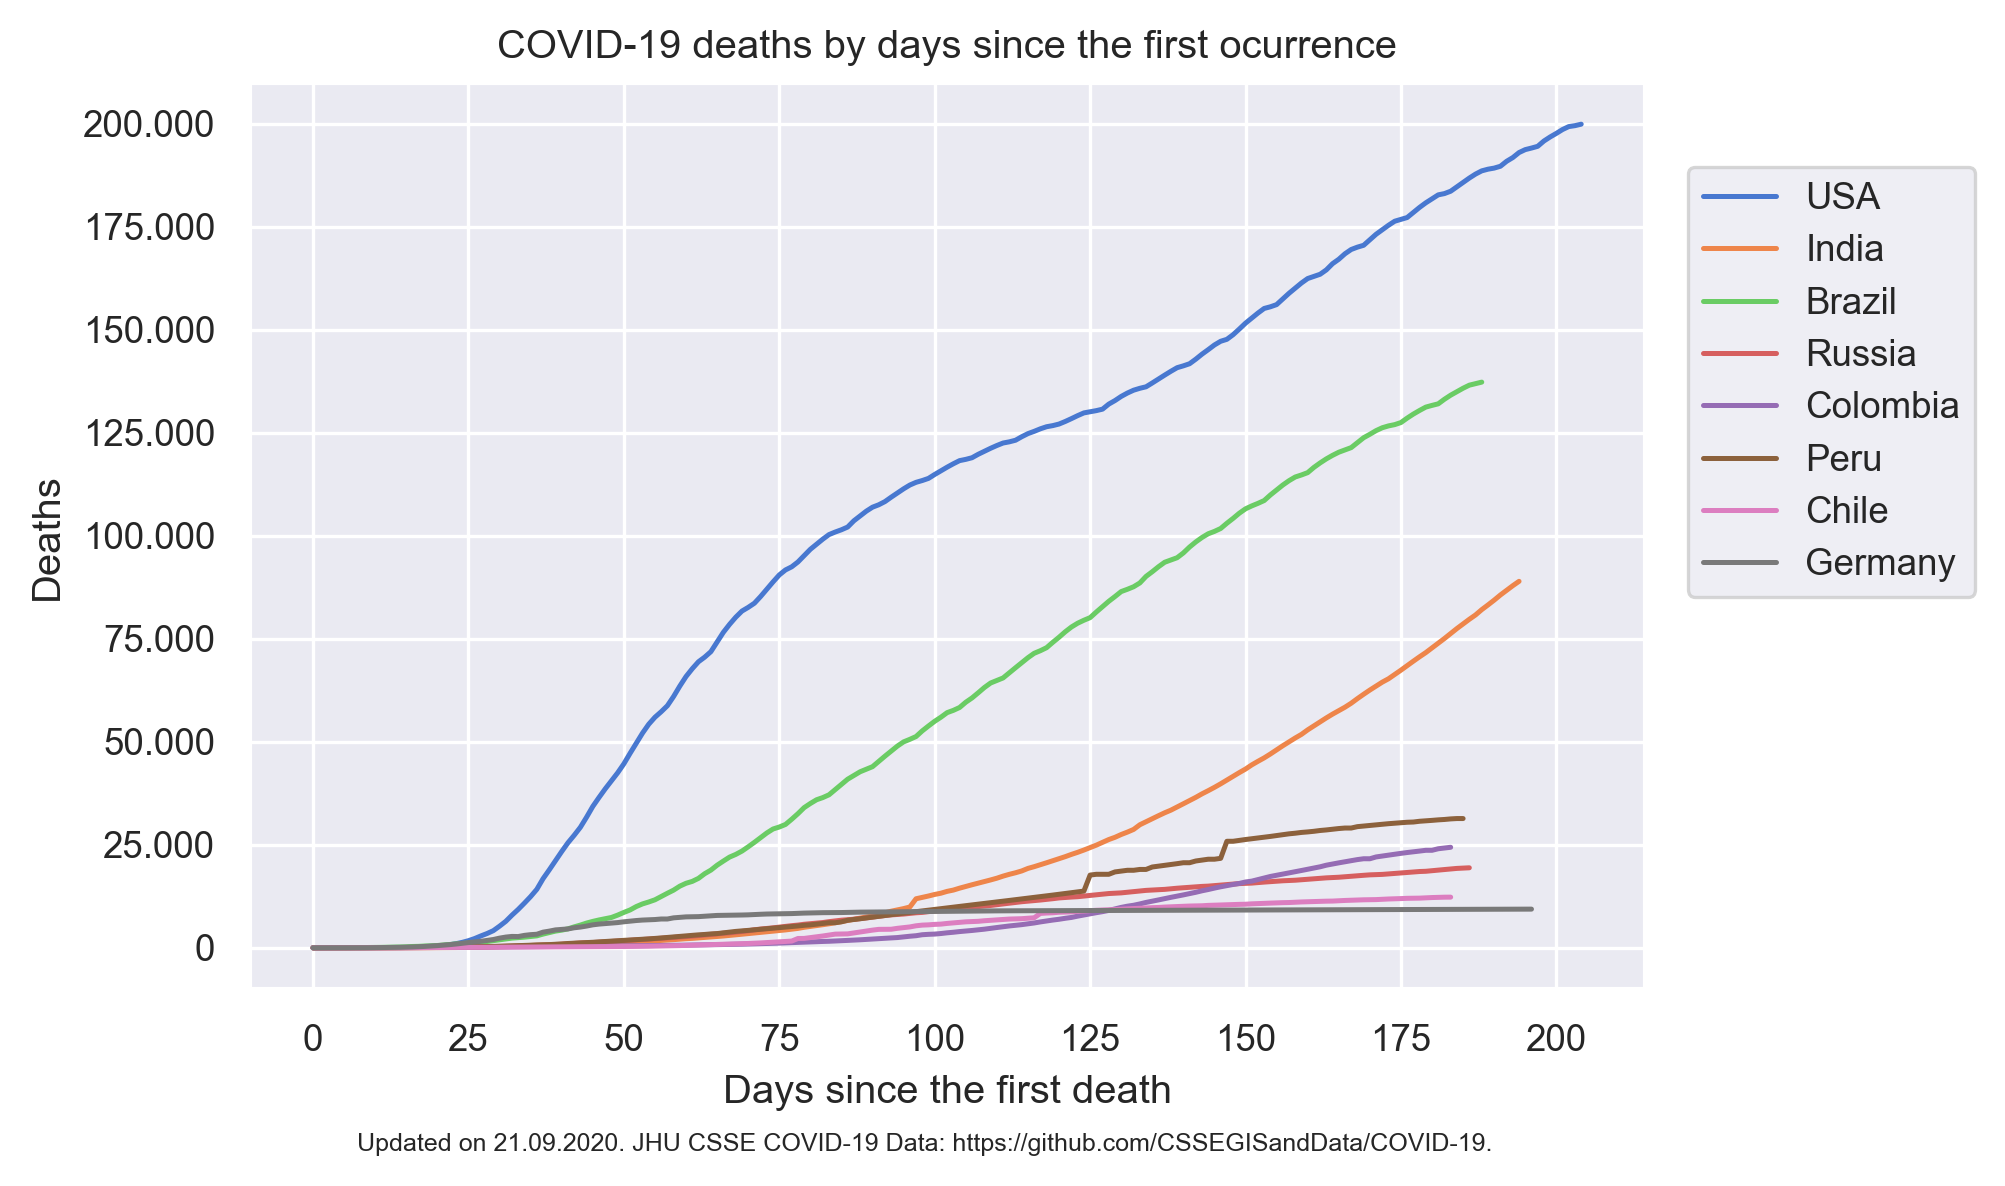 COVID-19 deaths by days since the first ocurrence
200.000
175.000
150.000
125.000
100.000
75.000
50.000
25.000
0
Deaths
0 25 50 75 100 125 150 175 200
Days since the first death
Updated on 21.09.2020. JHU CSSE COVID-19 Data: https://github.com/CSSEGISandData/COVID-19.
USA
India
Brazil
Russia
Colombia
Peru
Chile
Germany